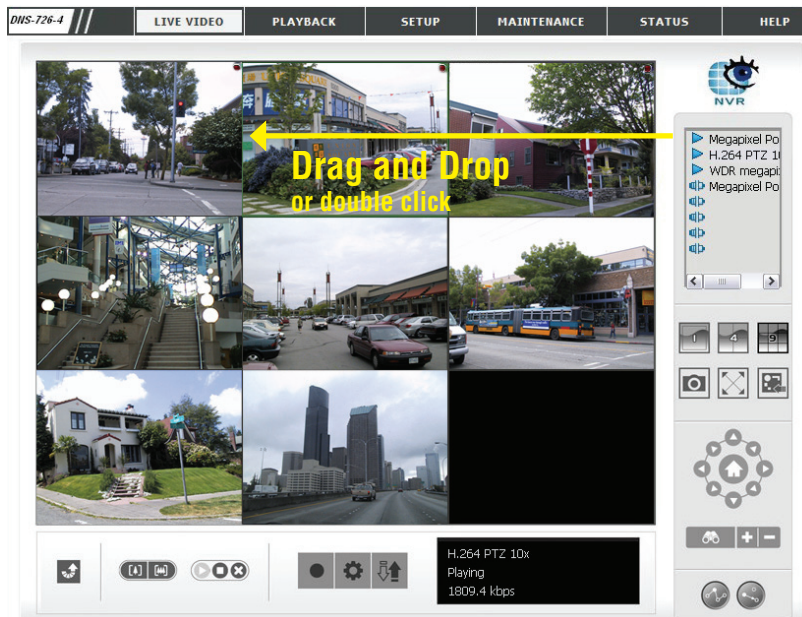 DNS-726-4
LIVE VIDEO
PLAYBACK
SETUP
MAINTENANCE
STATUS
HELP
NVR
Megapixel Po
H.264 PTZ 1
WDR megapi
Megapixel Po
Drag and Drop
or double click
1
4
9
H.264 PTZ 10x
Playing
1809.4 kbps